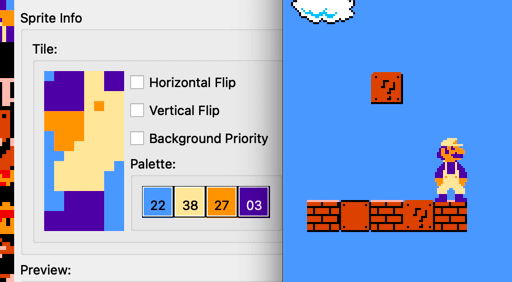 Sprite Info
Tile:
Horizontal Flip
Vertical Flip
Background Priority
Palette:
22 38 27 03
Preview:
? ?